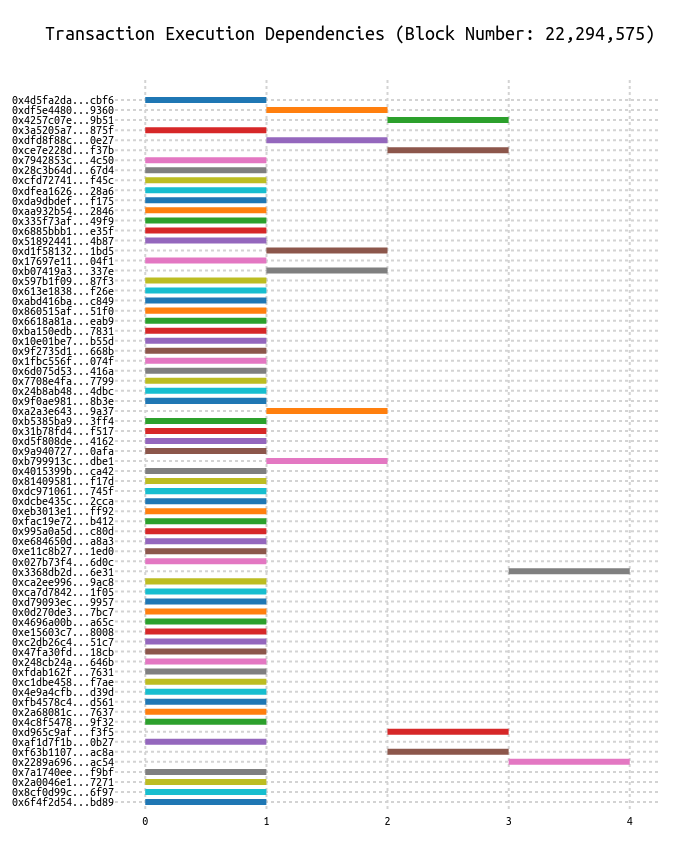 Transaction Execution Dependencies (Block Number: 22,294,575)
0x4d5fa2da...cbf6
0xdf5e4480...9360
0x4257c07e...9b51
0x3a5205a7...875f
0xdfd8f88c...0e27
0xce7e228d...f37b
0x7942853c...4c50
0x28c3b64d...67d4
0xcfd72741...f45c
0xdfea1626...28a6
0xda9dbdef...f175
0xaa932b54...2846
0x335f73af...49f9
0x6885bbb1...e35f
0x51892441...4b87
0xd1f58132...1bd5
0x17697e11...04f1
0xb07419a3...337e
0x597b1f09...87f3
0x613e1838...f26e
0xabd416ba...c849
0x860515af...51f0
0x6618a81a...eab9
0xba150edb...7831
0x10e01be7...b55d
0x9f2735d1...668b
0x1fbc556f...074f
0x6d075d53...416a
0x7708e4fa...7799
0x24b8ab48...4dbc
0x9f0ae981...8b3e
0xa2a3e643...9a37
0xb5385ba9...3ff4
0x31b78fd4...f517
0xd5f808de...4162
0x9a940727...0afa
0xb799913c...dbe1
0x4015399b...ca42
0x81409581...f17d
0xdc971061...745f
0xdcbe435c...2cca
0xeb3013e1...ff92
0xfac19e72...b412
0x995a0a5d...c80d
0xe684650d...a8a3
0xe11c8b27...1ed0
0x027b73f4...6d0c
0x3368db2d...6e31
0xca2ee996...9ac8
0xca7d7842...1f05
0xd79093ec...9957
0x0d270de3...7bc7
0x4696a00b...a65c
0xe15603c7...8008
0xc2db26c4...51c7
0x47fa30fd...18cb
0x248cb24a...646b
0xfdab162f...7631
0xc1dbe458...f7ae
0x4e9a4cfb...d39d
0xfb4578c4...d561
0x2a68081c...7637
0x4c8f5478...9f32
0xd965c9af...f3f5
0xaf1d7f1b...0b27
0xf63b1107...ac8a
0x2289a696...ac54
0x7a1740ee...f9bf
0x2a0046e1...7271
0x8cf0d99c...6f97
0x6f4f2d54...bd89
0 1 2 3 4